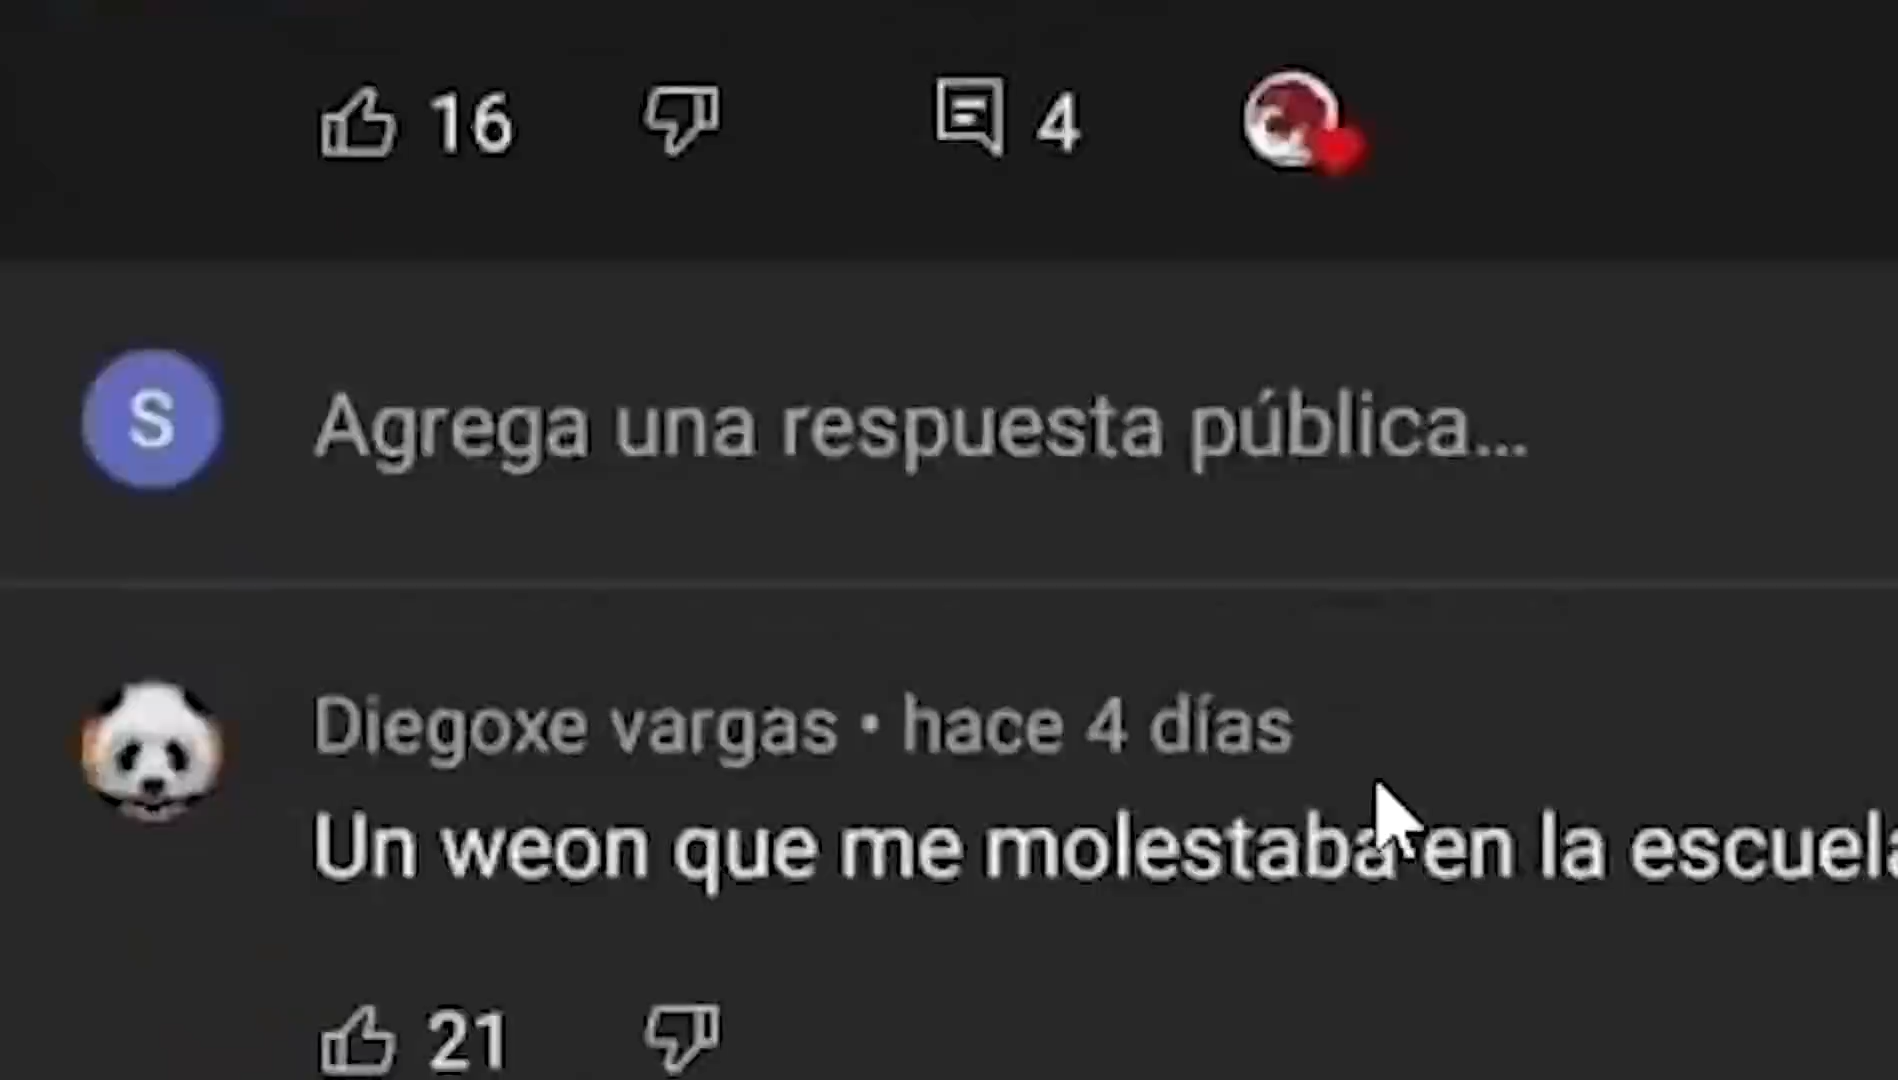 16 4
S
Agrega una respuesta pública...
Diegoxe vargas • hace 4 días
Un weon que me molestaba en la escuela
21